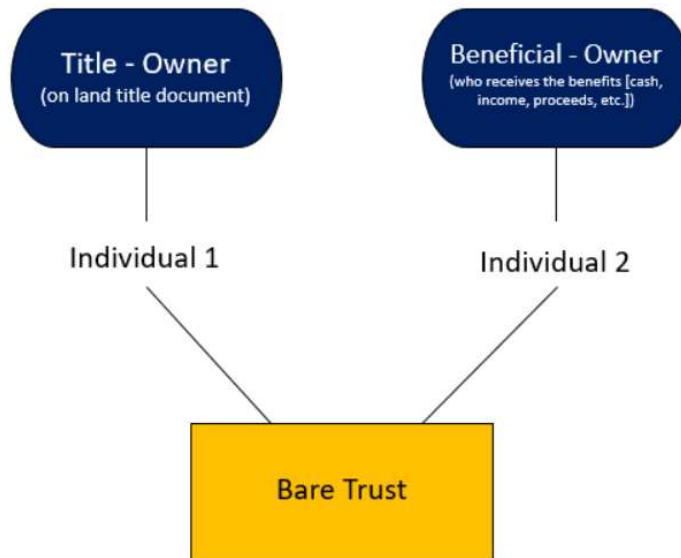 Title - Owner
(on land title document)
Beneficial - Owner
(who receives the benefits [cash,
income, proceeds, etc.])
Individual 1
Individual 2
Bare Trust